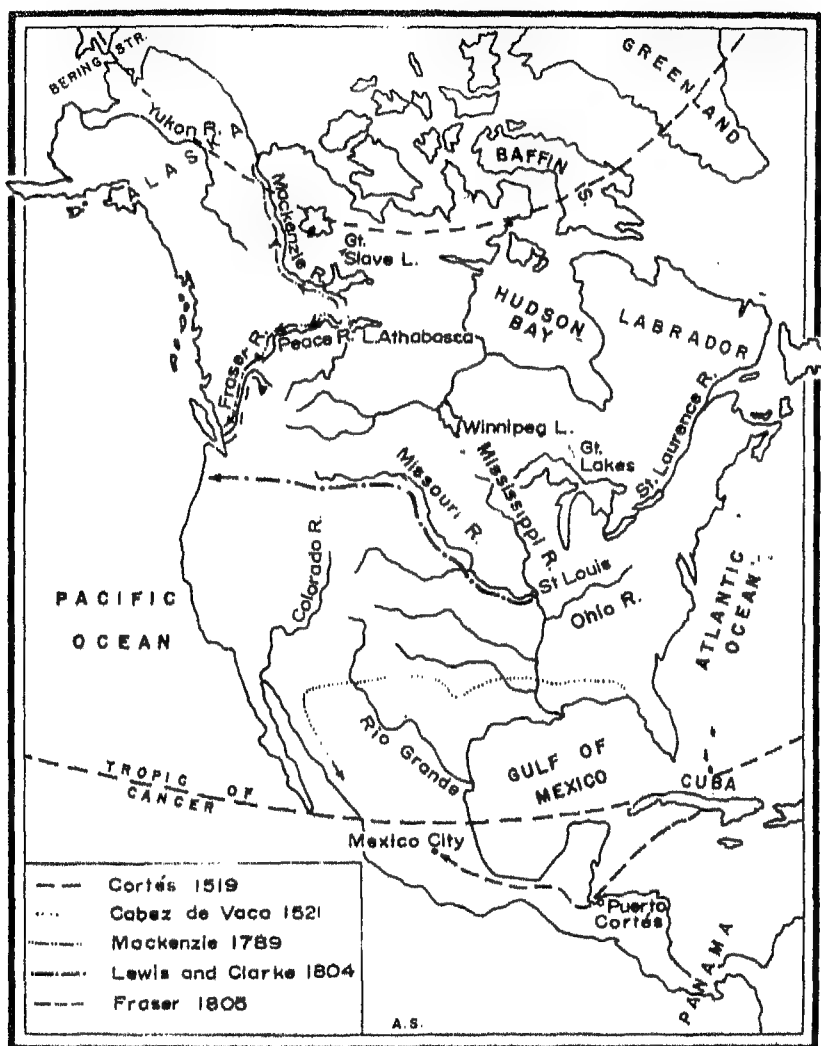 BERING STR.
GREENLAND
Yukon R.
ALASKA
BAFFIN IS.
Mackenzie R.
Gt.
Slave L.
HUDSON
BAY
LABRADOR
Fraser R.
Peace R.
L. Athabasca
Winnipeg L.
Gt.
Lakes
St. Laurence R.
Missouri R.
Mississippi R.
St Louis
Ohio R.
Colorado R.
PACIFIC
OCEAN
ATLANTIC
OCEAN
Rio Grande
GULF OF
MEXICO
CUBA
TROPIC OF
CANCER
Mexico City
Puerto
Cortés
PANAMA
Cortés 1519
Cabez de Vaca 1521
Mackenzie 1789
Lewis and Clarke 1804
Fraser 1805
A.S.